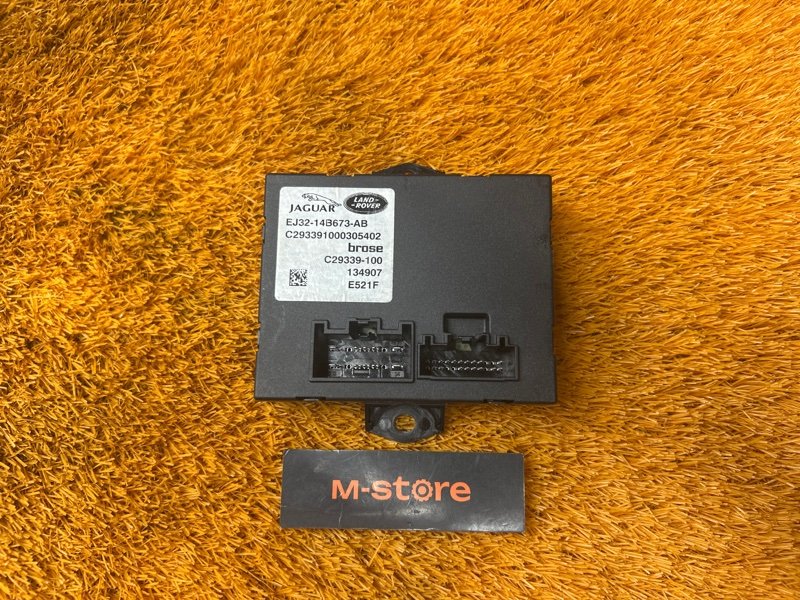 JAGUAR
LAND-
-ROVER
EJ32-14B673-AB
C293391000305402
brose
C29339-100
134907
E521F
M-store